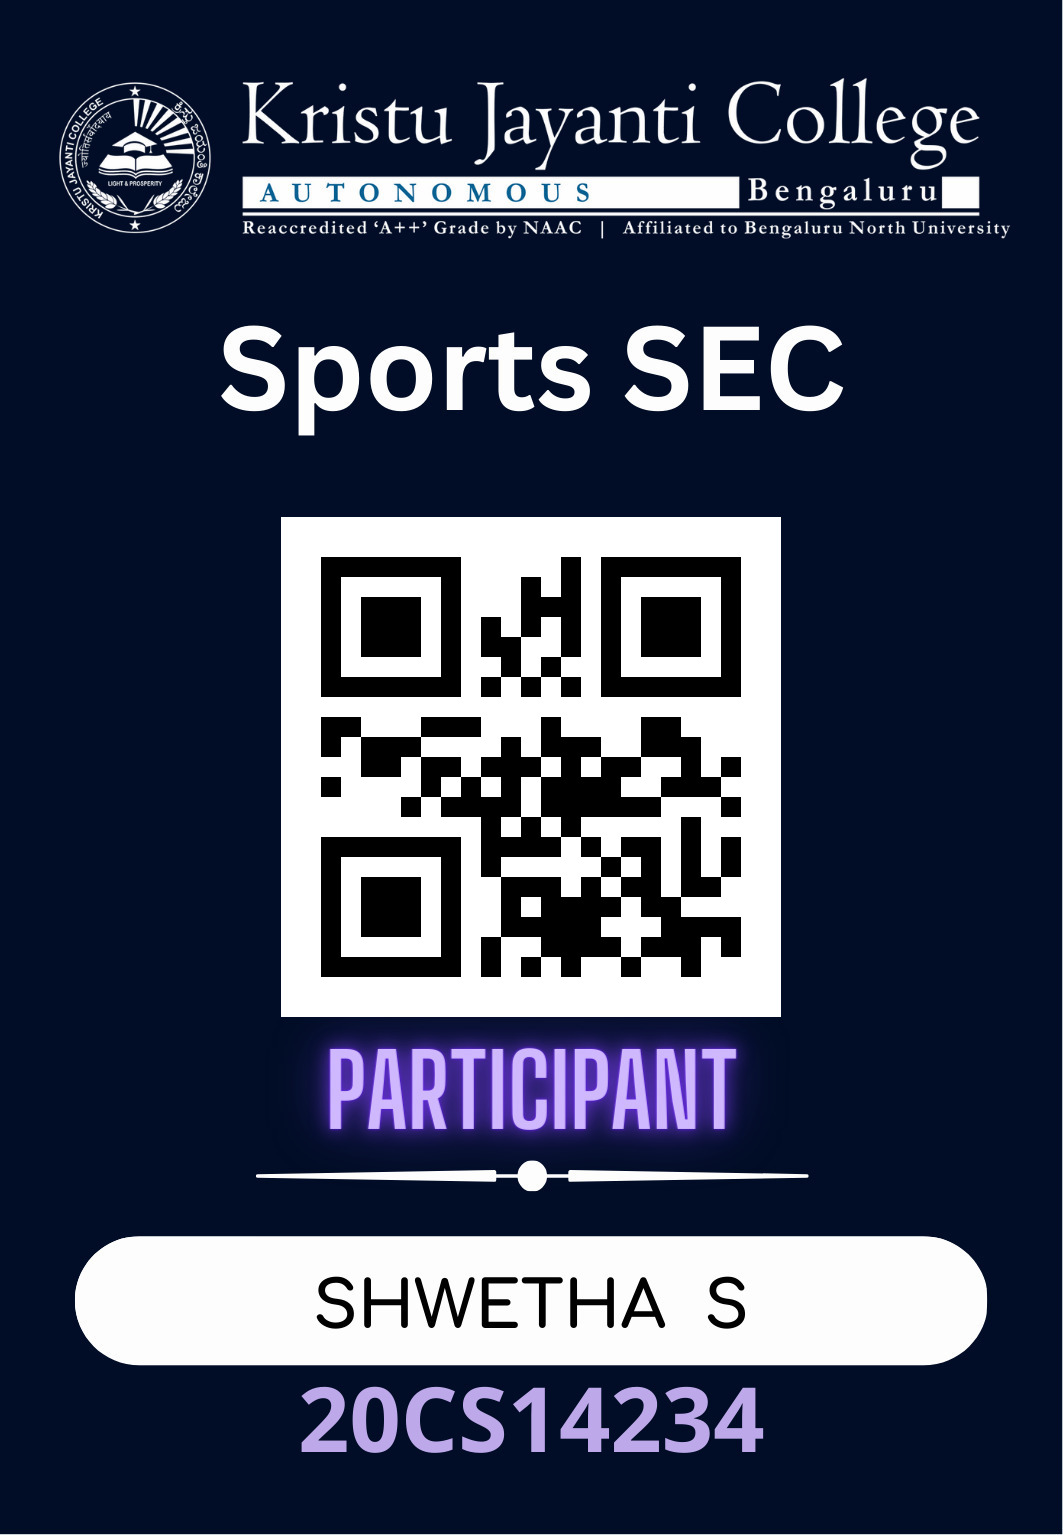 Kristu Jayanti College
AUTONOMOUS Bengaluru
Reaccredited ‘A++’ Grade by NAAC | Affiliated to Bengaluru North University
KRISTU JAYANTI COLLEGE
ಕ್ರಿಸ್ತು ಜಯಂತಿ ಕಾಲೇಜು
LIGHT & PROSPERITY
Sports SEC
PARTICIPANT
SHWETHA S
20CS14234